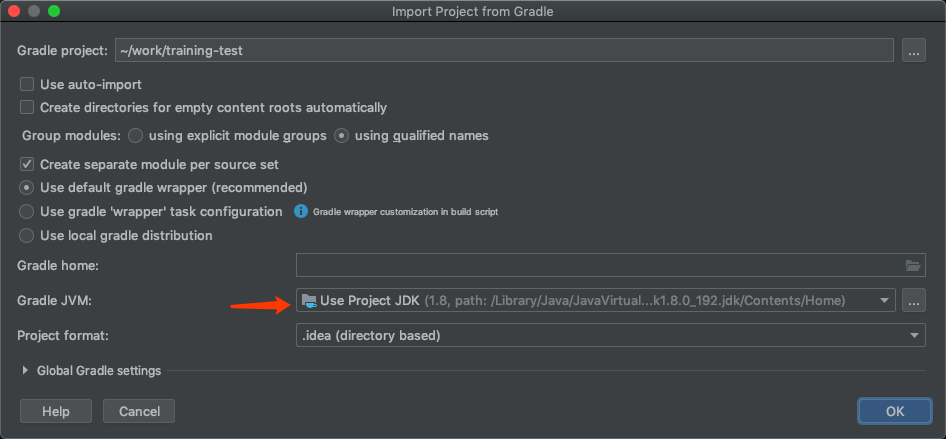 Import Project from Gradle
Gradle project: ~/work/training-test ...
Use auto-import
Create directories for empty content roots automatically
Group modules: using explicit module groups using qualified names
Create separate module per source set
Use default gradle wrapper (recommended)
Use gradle 'wrapper' task configuration i Gradle wrapper customization in build script
Use local gradle distribution
Gradle home:
Gradle JVM: Use Project JDK (1.8, path: /Library/Java/JavaVirtual...k1.8.0_192.jdk/Contents/Home) ...
Project format: .idea (directory based)
Global Gradle settings
Help Cancel OK